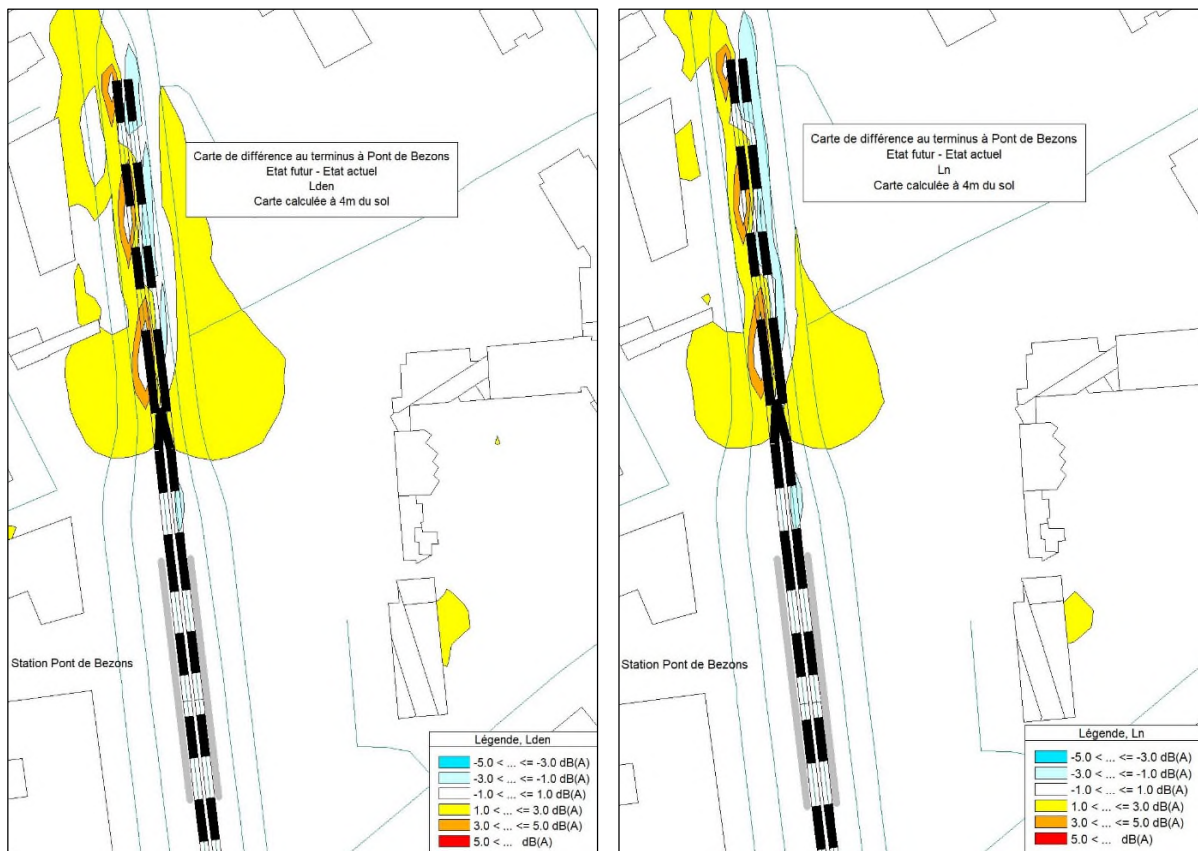 Carte de différence au terminus à Pont de Bezons
Etat futur - Etat actuel
Lden
Carte calculée à 4m du sol
Station Pont de Bezons
Légende, Lden
-5.0 < ... <= -3.0 dB(A)
-3.0 < ... <= -1.0 dB(A)
-1.0 < ... <= 1.0 dB(A)
1.0 < ... <= 3.0 dB(A)
3.0 < ... <= 5.0 dB(A)
5.0 < ... dB(A)
Carte de différence au terminus à Pont de Bezons
Etat futur - Etat actuel
Ln
Carte calculée à 4m du sol
Station Pont de Bezons
Légende, Ln
-5.0 < ... <= -3.0 dB(A)
-3.0 < ... <= -1.0 dB(A)
-1.0 < ... <= 1.0 dB(A)
1.0 < ... <= 3.0 dB(A)
3.0 < ... <= 5.0 dB(A)
5.0 < ... dB(A)